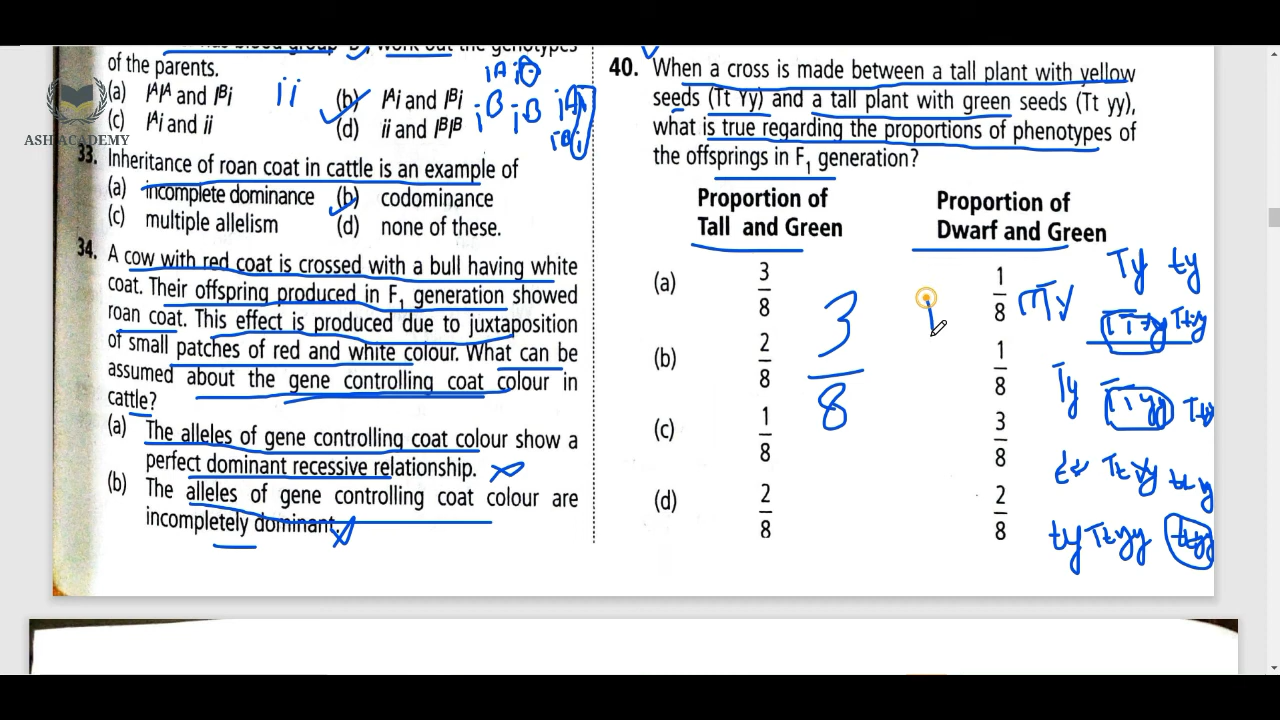 of the parents.
(a) IᴬIᴬ and Iᴮi
(b) Iᴬi and Iᴮi
(c) Iᴬi and ii
(d) ii and IᴮIᴮ
ii
ASH ACADEMY
33. Inheritance of roan coat in cattle is an example of
(a) incomplete dominance (b) codominance
(c) multiple allelism (d) none of these.
34. A cow with red coat is crossed with a bull having white
coat. Their offspring produced in F₁ generation showed
roan coat. This effect is produced due to juxtaposition
of small patches of red and white colour. What can be
assumed about the gene controlling coat colour in
cattle?
(a) The alleles of gene controlling coat colour show a
perfect dominant recessive relationship.
(b) The alleles of gene controlling coat colour are
incompletely dominant.
40. When a cross is made between a tall plant with yellow
seeds (Tt Yy) and a tall plant with green seeds (Tt yy),
what is true regarding the proportions of phenotypes of
the offsprings in F₁ generation?
Proportion of Proportion of
Tall and Green Dwarf and Green
(a) 3/8 1/8
(b) 2/8 1/8
(c) 1/8 3/8
(d) 2/8 2/8
3/8
Ty ty
Ty
ty Ttyy